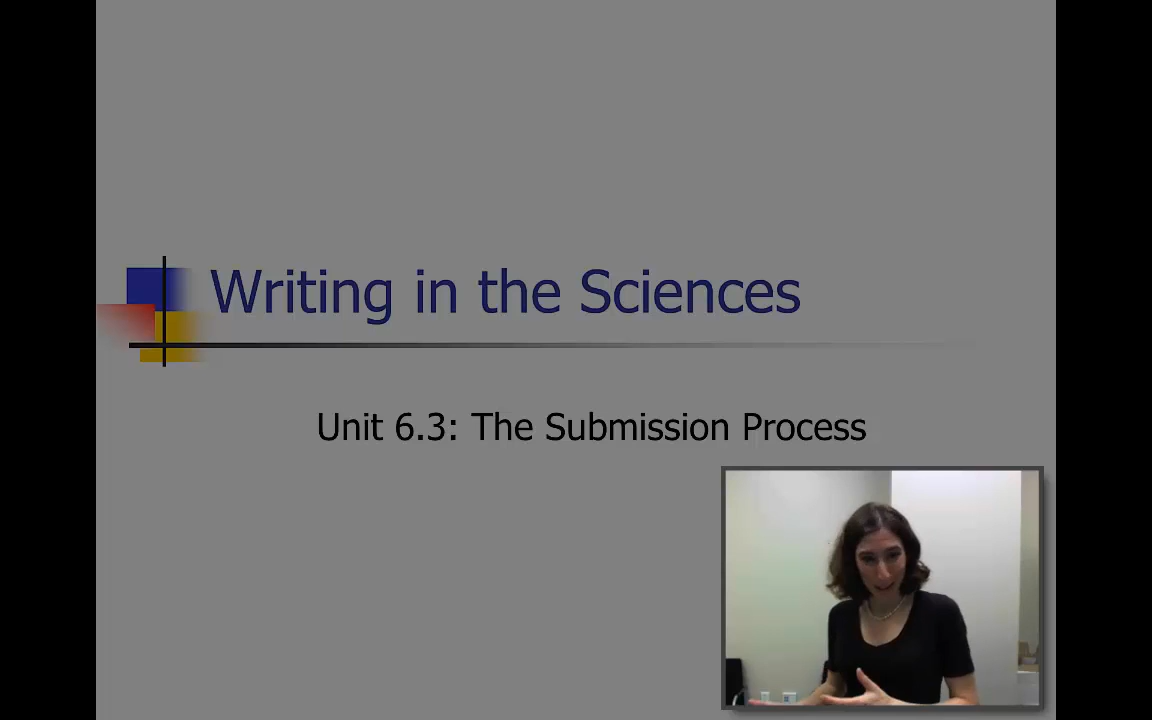 Writing in the Sciences
Unit 6.3: The Submission Process